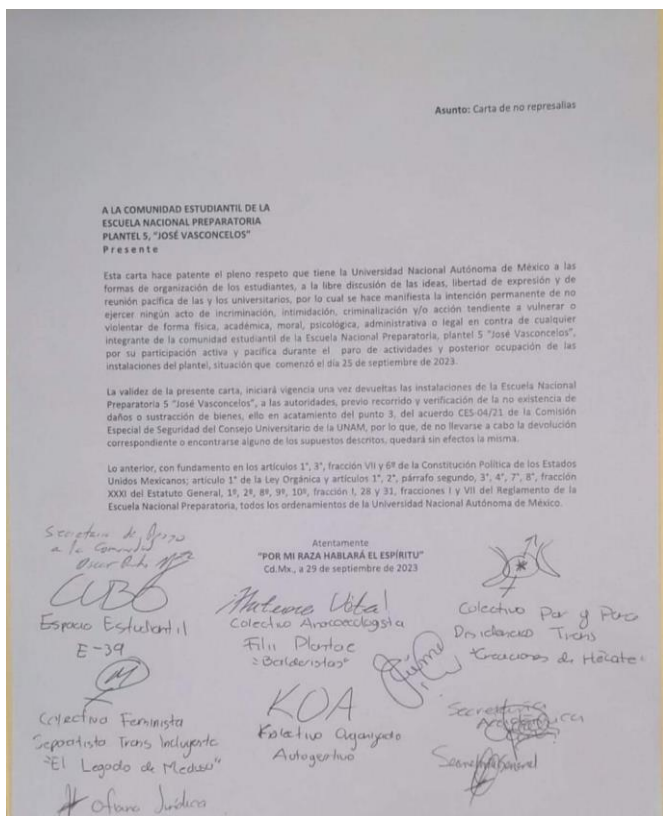 Asunto: Carta de no represalias
A LA COMUNIDAD ESTUDIANTIL DE LA
ESCUELA NACIONAL PREPARATORIA
PLANTEL 5, "JOSÉ VASCONCELOS"
Presente
Esta carta hace patente el pleno respeto que tiene la Universidad Nacional Autónoma de México a las
formas de organización de los estudiantes, a la libre discusión de las ideas, libertad de expresión y de
reunión pacífica de las y los universitarios, por lo cual se hace manifiesta la intención permanente de no
ejercer ningún acto de incriminación, intimidación, criminalización y/o acción tendiente a vulnerar o
violentar de forma física, académica, moral, psicológica, administrativa o legal en contra de cualquier
integrante de la comunidad estudiantil de la Escuela Nacional Preparatoria, plantel 5 "José Vasconcelos",
por su participación activa y pacífica durante el paro de actividades y posterior ocupación de las
instalaciones del plantel, situación que comenzó el día 25 de septiembre de 2023.
La validez de la presente carta, iniciará vigencia una vez devueltas las instalaciones de la Escuela Nacional
Preparatoria 5 "José Vasconcelos", a las autoridades, previo recorrido y verificación de la no existencia de
daños o sustracción de bienes, ello en acatamiento del punto 3, del acuerdo CES-04/21 de la Comisión
Especial de Seguridad del Consejo Universitario de la UNAM, por lo que, de no llevarse a cabo la devolución
correspondiente o encontrarse alguno de los supuestos descritos, quedará sin efectos la misma.
Lo anterior, con fundamento en los artículos 1°, 3°, fracción VII y 6º de la Constitución Política de los Estados
Unidos Mexicanos; artículo 1° de la Ley Orgánica y artículos 1°, 2°, párrafo segundo, 3°, 4°, 7°, 8°, fracción
XXXI del Estatuto General, 1º, 2º, 8º, 9º, 10º, fracción I, 28 y 31, fracciones I y VII del Reglamento de la
Escuela Nacional Preparatoria, todos los ordenamientos de la Universidad Nacional Autónoma de México.
Atentamente
"POR MI RAZA HABLARÁ EL ESPÍRITU"
Cd.Mx., a 29 de septiembre de 2023
a la Comunidad
Oscar
Espacio Estudiantil
E-39
Colectivo
Filii Plantae
"Balderistas"
Colectivo Por y Para
Disidencias Trans
"Creaciones de Hécate"
Colectivo Feminista
Separatista Trans Incluyente
"El Legado de Medusa"
KOA
Autogestivo
Secretaria
Oficina Jurídica